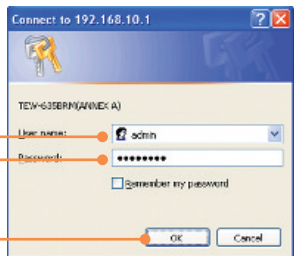 Connect to 192.168.10.1
TEW-635BRM(ANNEX A)
User name:
admin
Password:
••••••••
Remember my password
OK
Cancel